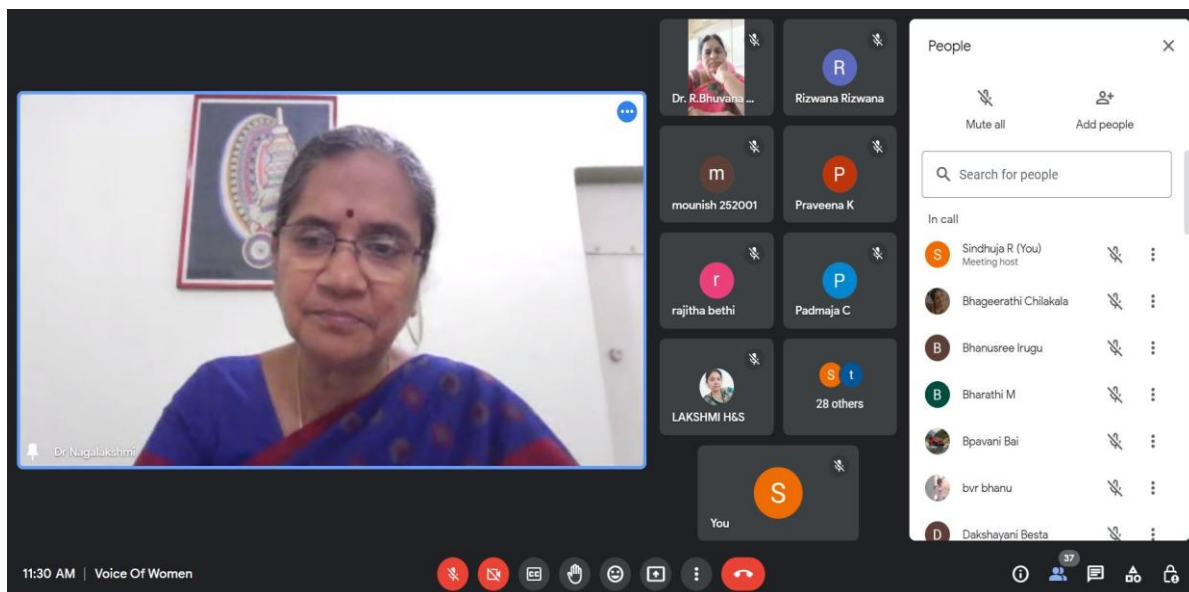 Dr Nagalakshmi
Dr. R.Bhuvana ...
Rizwana Rizwana
R
m
mounish 252001
P
Praveena K
r
rajitha bethi
P
Padmaja C
LAKSHMI H&S
S t
28 others
S
You
People
Mute all
Add people
Search for people
In call
S
Sindhuja R (You)
Meeting host
Bhageerathi Chilakala
B
Bhanusree Irugu
B
Bharathi M
Bpavani Bai
bvr bhanu
D
Dakshayani Besta
11:30 AM | Voice Of Women
CC
37